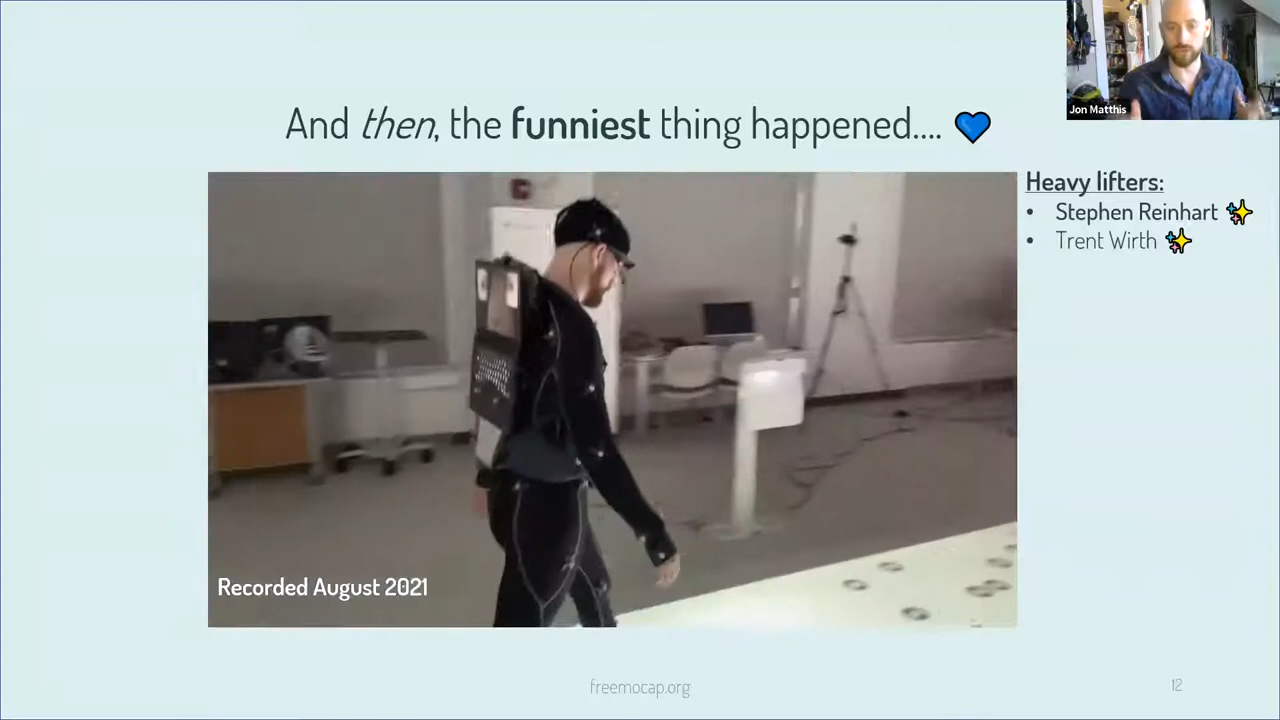 Jon Matthis
And then, the funniest thing happened.... 💙
Heavy lifters:
• Stephen Reinhart ✨
• Trent Wirth ✨
Recorded August 2021
freemocap.org
12